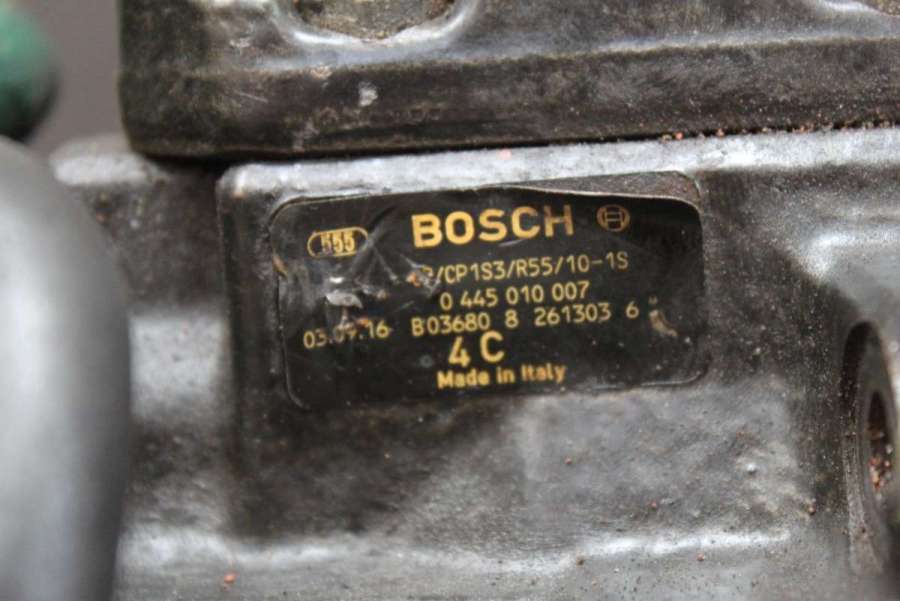 555 BOSCH
/CP1S3/R55/10-1S
0 445 010 007
B03680 8 261303 6
4 C
Made in Italy